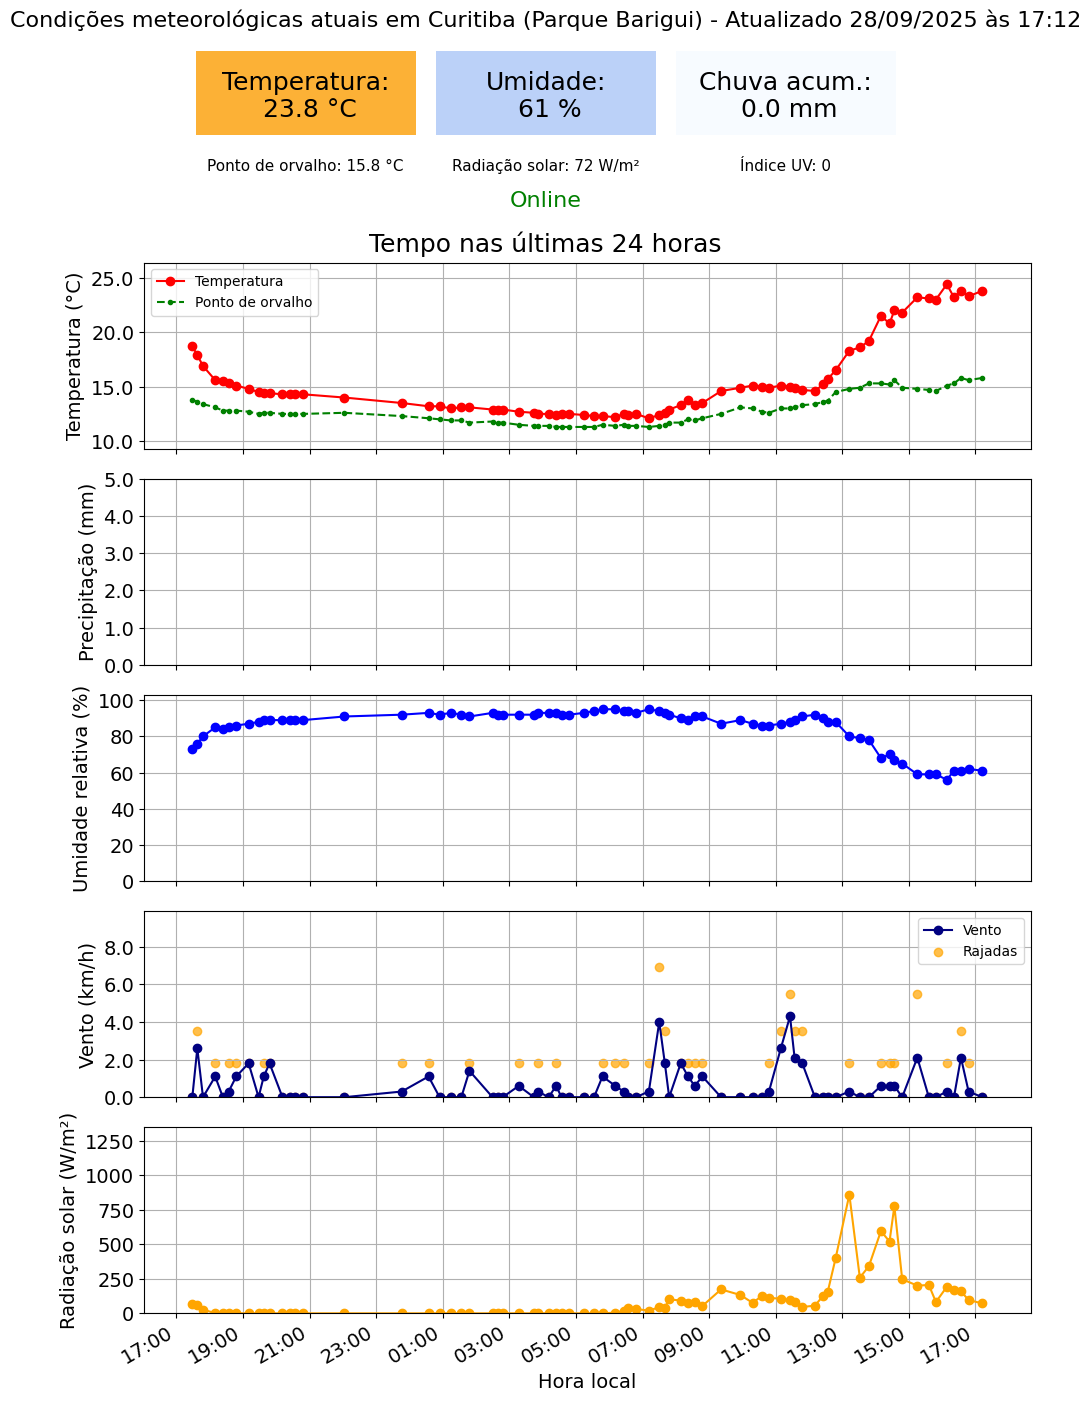 Condições meteorológicas atuais em Curitiba (Parque Barigui) - Atualizado 28/09/2025 às 17:12
Temperatura:
23.8 °C
Umidade:
61 %
Chuva acum.:
0.0 mm
Ponto de orvalho: 15.8 °C
Radiação solar: 72 W/m²
Índice UV: 0
Online
Tempo nas últimas 24 horas
Temperatura (°C)
25.0
20.0
15.0
10.0
Temperatura
Ponto de orvalho
Precipitação (mm)
5.0
4.0
3.0
2.0
1.0
0.0
Umidade relativa (%)
100
80
60
40
20
0
Vento (km/h)
8.0
6.0
4.0
2.0
0.0
Vento
Rajadas
Radiação solar (W/m²)
1250
1000
750
500
250
0
17:00
19:00
21:00
23:00
01:00
03:00
05:00
07:00
09:00
11:00
13:00
15:00
17:00
Hora local